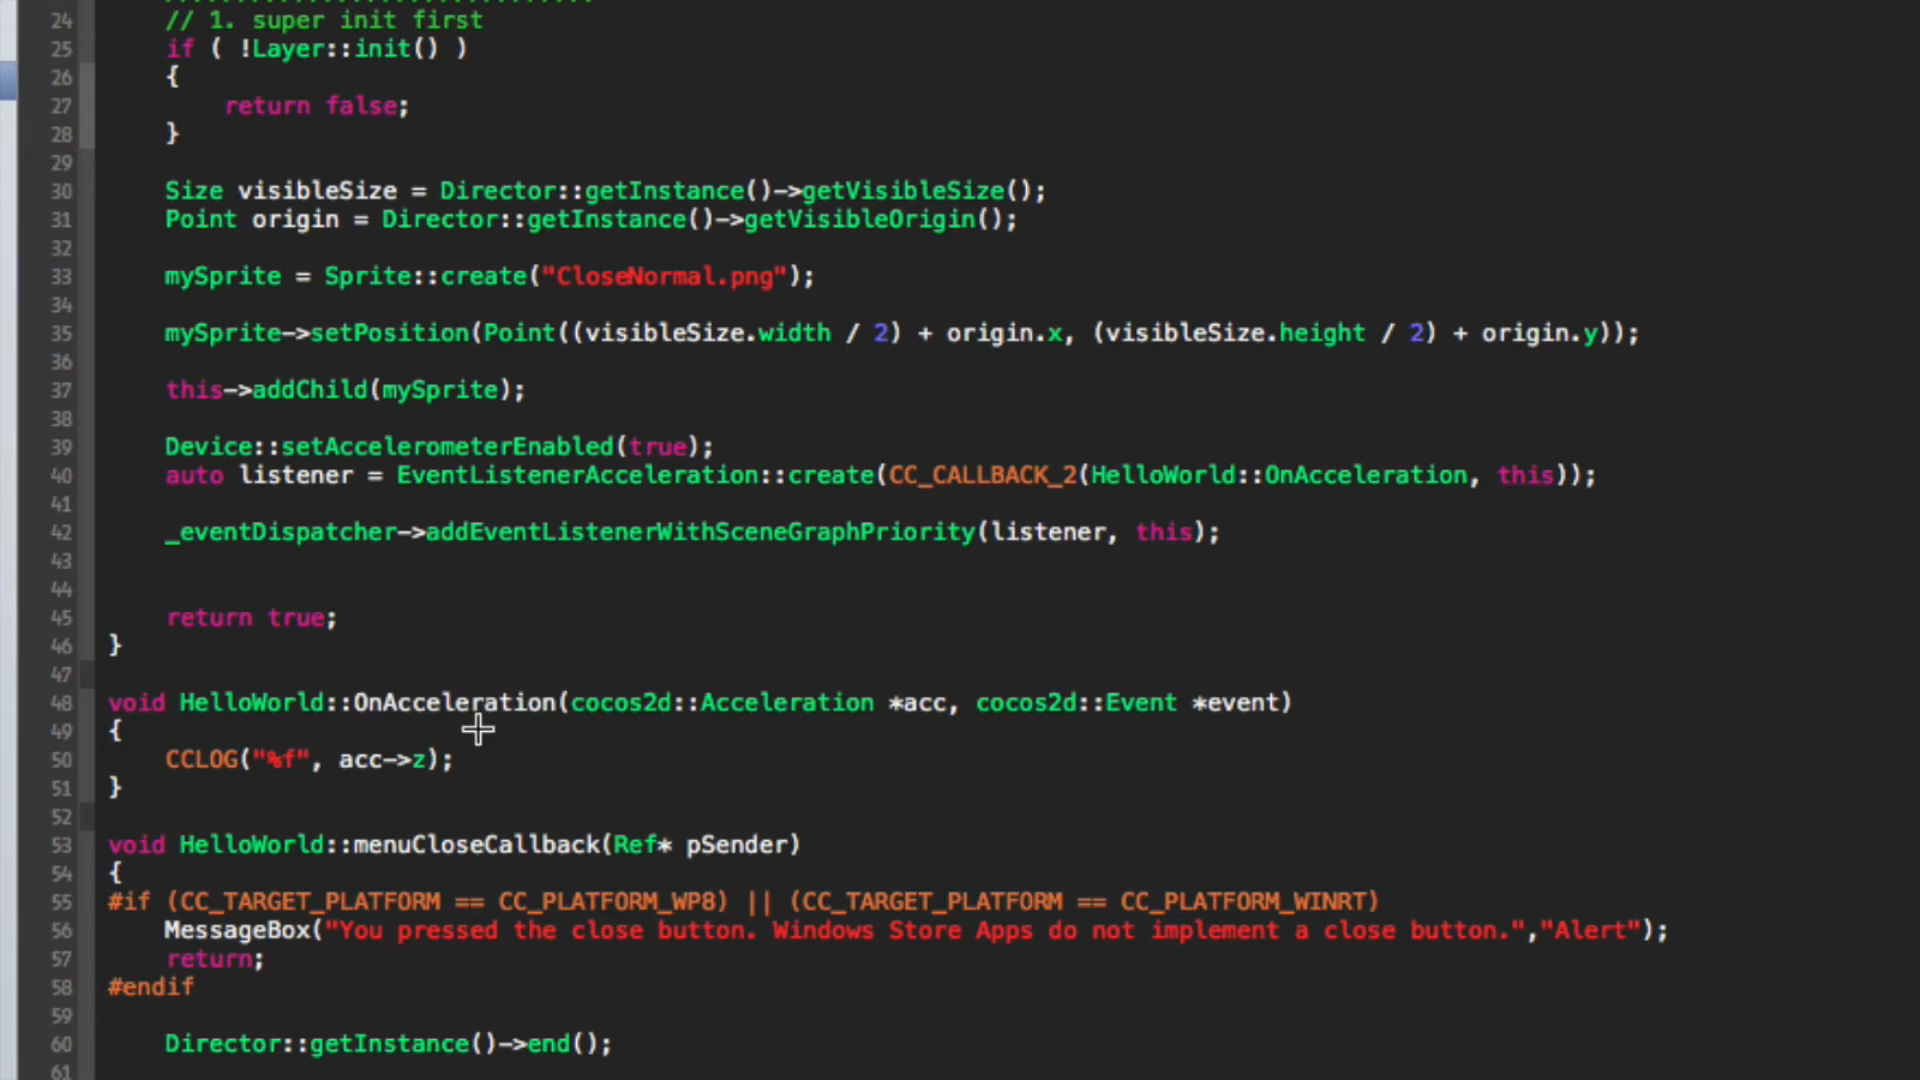 24 // 1. super init first
25 if ( !Layer::init() )
26 {
27 return false;
28 }
29
30 Size visibleSize = Director::getInstance()->getVisibleSize();
31 Point origin = Director::getInstance()->getVisibleOrigin();
32
33 mySprite = Sprite::create("CloseNormal.png");
34
35 mySprite->setPosition(Point((visibleSize.width / 2) + origin.x, (visibleSize.height / 2) + origin.y));
36
37 this->addChild(mySprite);
38
39 Device::setAccelerometerEnabled(true);
40 auto listener = EventListenerAcceleration::create(CC_CALLBACK_2(HelloWorld::OnAcceleration, this));
41
42 _eventDispatcher->addEventListenerWithSceneGraphPriority(listener, this);
43
44
45 return true;
46 }
47
48 void HelloWorld::OnAcceleration(cocos2d::Acceleration *acc, cocos2d::Event *event)
49 {
50 CCLOG("%f", acc->z);
51 }
52
53 void HelloWorld::menuCloseCallback(Ref* pSender)
54 {
55 #if (CC_TARGET_PLATFORM == CC_PLATFORM_WP8) || (CC_TARGET_PLATFORM == CC_PLATFORM_WINRT)
56 MessageBox("You pressed the close button. Windows Store Apps do not implement a close button.","Alert");
57 return;
58 #endif
59
60 Director::getInstance()->end();
61